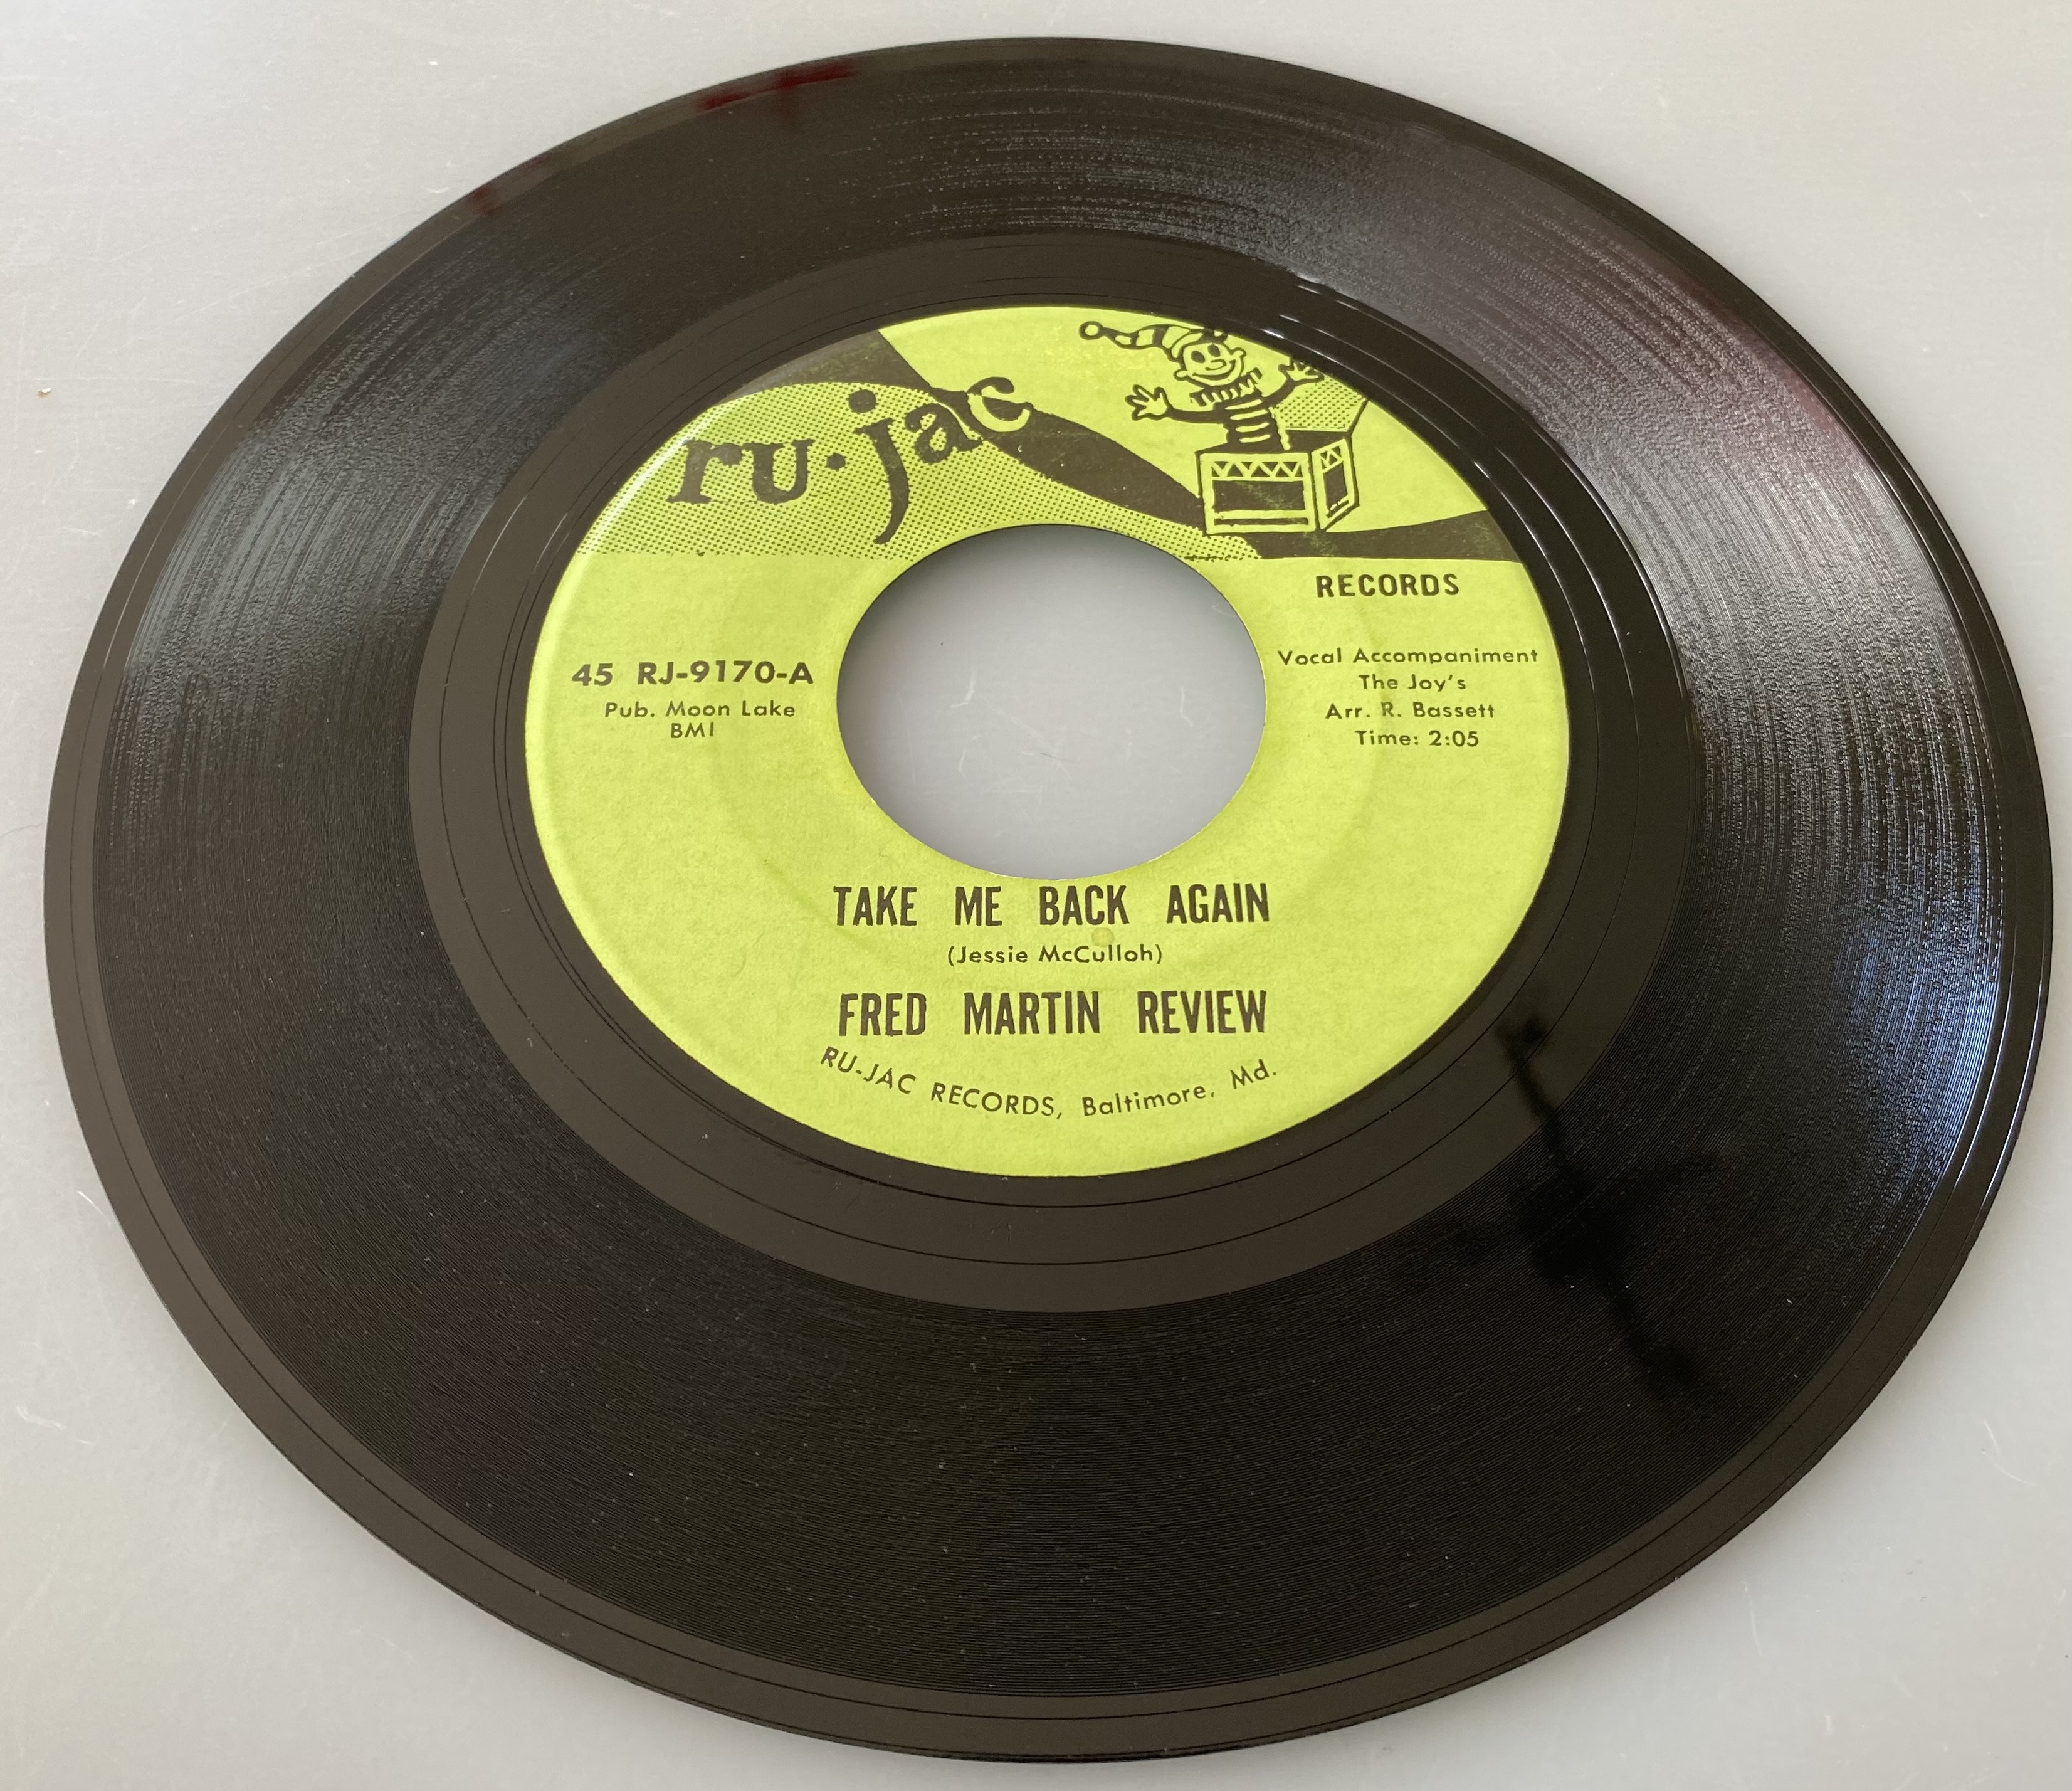 ru·jac
RECORDS
45 RJ-9170-A
Pub. Moon Lake
BMI
Vocal Accompaniment
The Joy's
Arr. R. Bassett
Time: 2:05
TAKE ME BACK AGAIN
(Jessie McCulloh)
FRED MARTIN REVIEW
RU-JAC RECORDS, Baltimore, Md.